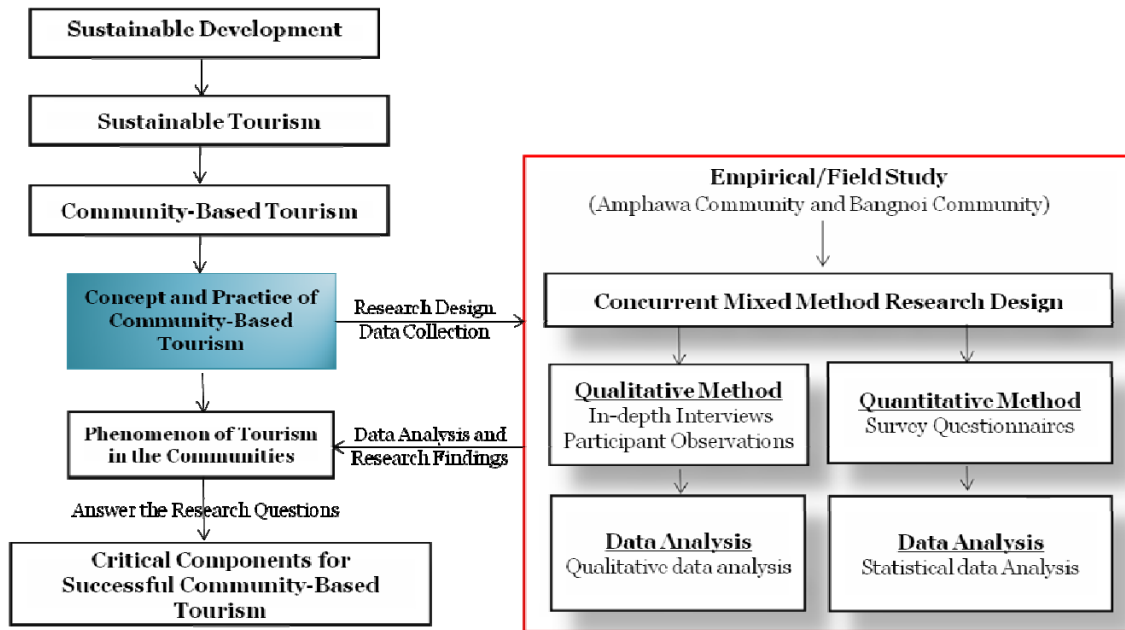 Sustainable Development
Sustainable Tourism
Community-Based Tourism
Concept and Practice of
Community-Based
Tourism
Research Design
Data Collection
Phenomenon of Tourism
in the Communities
Data Analysis and
Research Findings
Answer the Research Questions
Critical Components for
Successful Community-Based
Tourism
Empirical/Field Study
(Amphawa Community and Bangnoi Community)
Concurrent Mixed Method Research Design
Qualitative Method
In-depth Interviews
Participant Observations
Quantitative Method
Survey Questionnaires
Data Analysis
Qualitative data analysis
Data Analysis
Statistical data Analysis